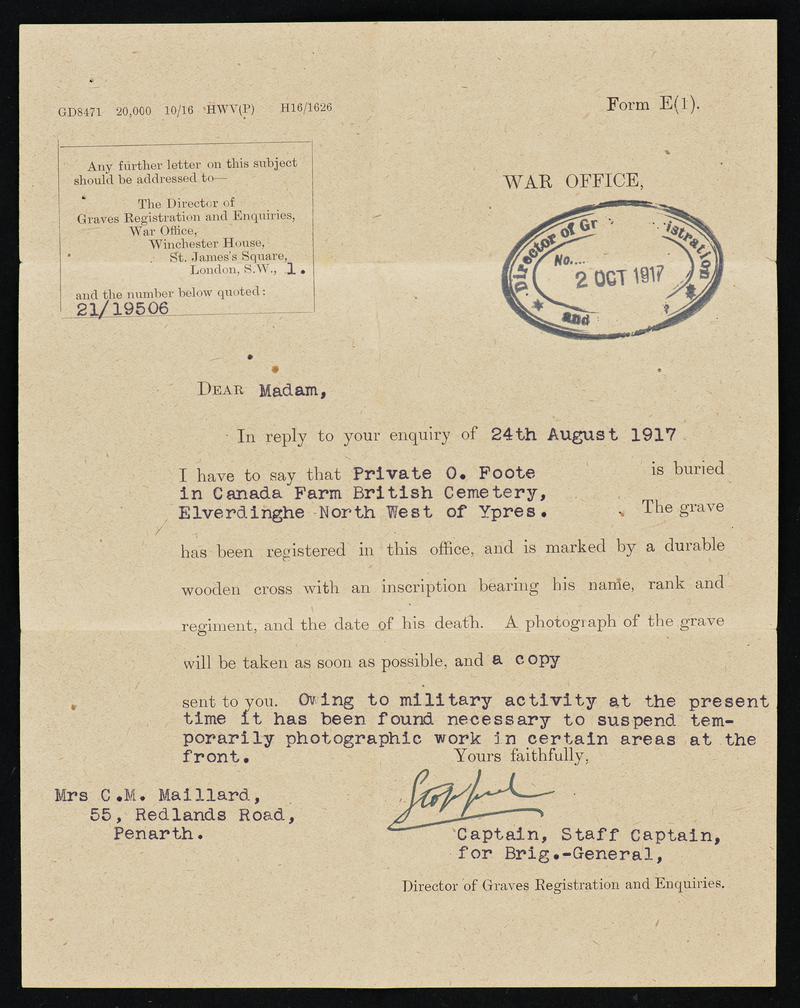 GD8471 20,000 10/16 HWV(P) H16/1626
Form E(1).
Any further letter on this subject
should be addressed to—
The Director of
Graves Registration and Enquiries,
War Office,
Winchester House,
St. James's Square,
London, S.W., 1.
and the number below quoted:
21/19506
WAR OFFICE,
Director of Gr istration
No....
2 OCT 1917
and
DEAR Madam,
In reply to your enquiry of 24th August 1917
I have to say that Private O. Foote is buried
in Canada Farm British Cemetery,
Elverdinghe North West of Ypres. The grave
has been registered in this office, and is marked by a durable
wooden cross with an inscription bearing his name, rank and
regiment, and the date of his death. A photograph of the grave
will be taken as soon as possible, and a copy
sent to you. Owing to military activity at the present
time it has been found necessary to suspend tem-
porarily photographic work in certain areas at the
front. Yours faithfully,
Stopford
Mrs C.M. Maillard,
55, Redlands Road,
Penarth.
Captain, Staff Captain,
for Brig.-General,
Director of Graves Registration and Enquiries.